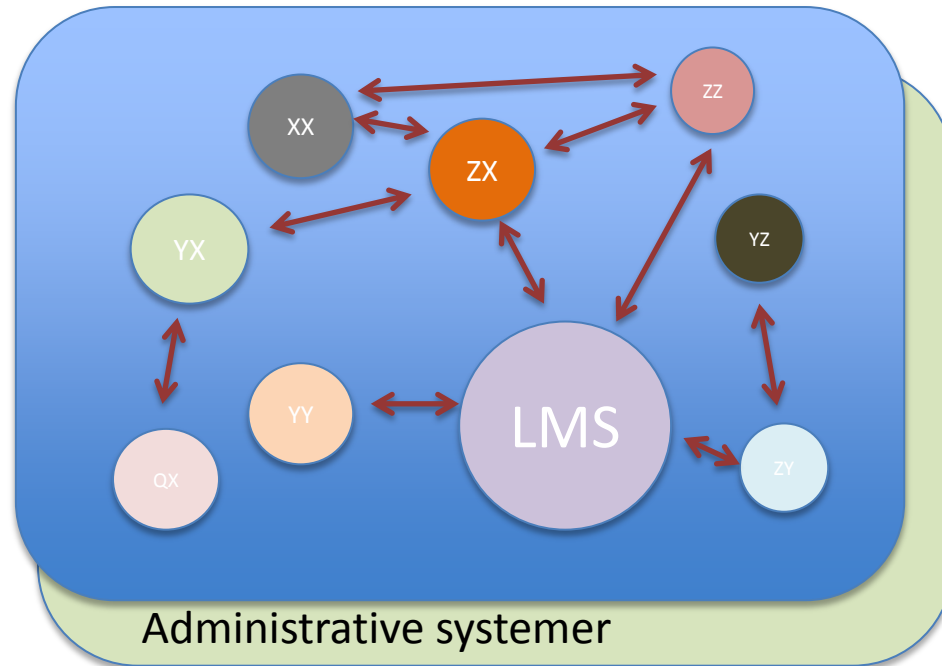 ZZ
XX
ZX
YX
YZ
YY
LMS
QX
ZY
Administrative systemer